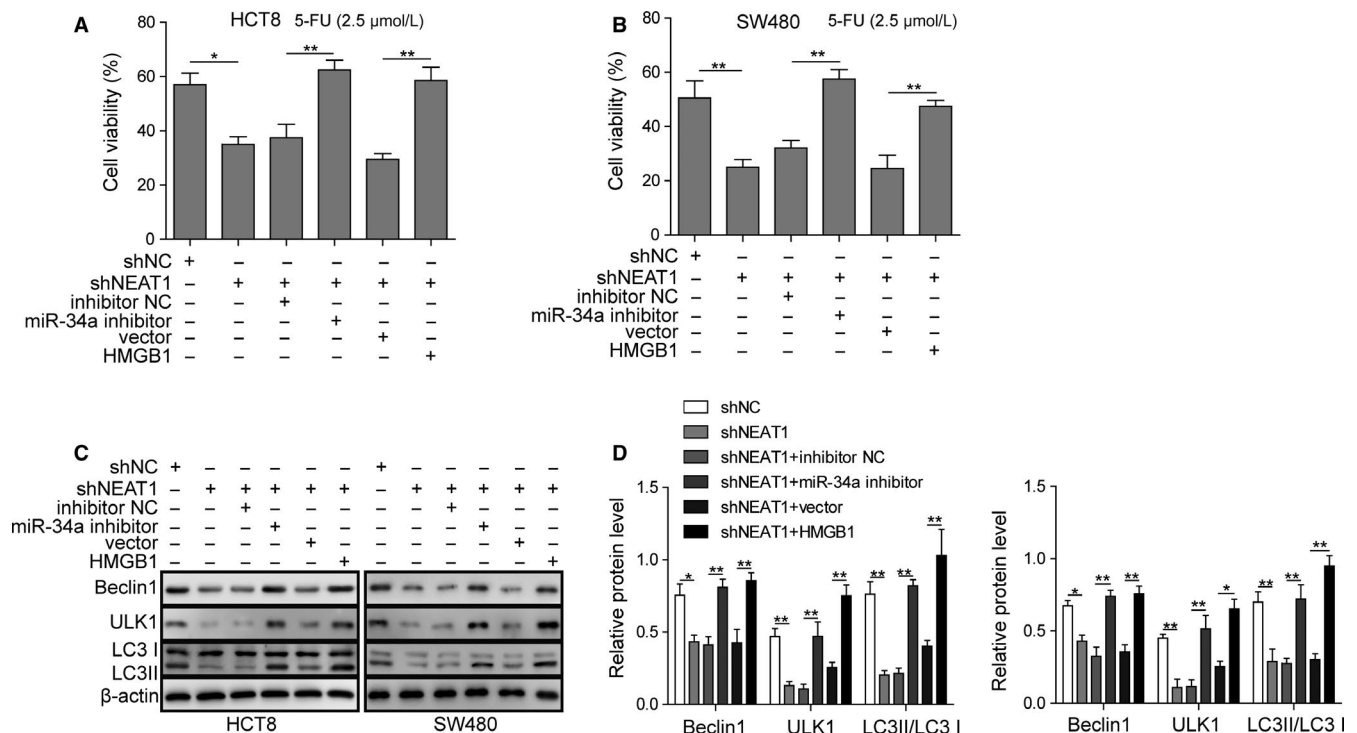 A HCT8 5-FU (2.5 µmol/L)
Cell viability (%)
80
60
40
20
0
* ** **
shNC + – – – – –
shNEAT1 – + + + + +
inhibitor NC – – + – – –
miR-34a inhibitor – – – + – –
vector – – – – + –
HMGB1 – – – – – +
B SW480 5-FU (2.5 µmol/L)
Cell viability (%)
80
60
40
20
0
** ** **
shNC + – – – – –
shNEAT1 – + + + + +
inhibitor NC – – + – – –
miR-34a inhibitor – – – + – –
vector – – – – + –
HMGB1 – – – – – +
C
shNC + – – – – – + – – – – –
shNEAT1 – + + + + + – + + + + +
inhibitor NC – – + – – – – – + – – –
miR-34a inhibitor – – – + – – – – – + – –
vector – – – – + – – – – – + –
HMGB1 – – – – – + – – – – – +
Beclin1
ULK1
LC3 I
LC3II
β-actin
HCT8 SW480
D
shNC
shNEAT1
shNEAT1+inhibitor NC
shNEAT1+miR-34a inhibitor
shNEAT1+vector
shNEAT1+HMGB1
Relative protein level
1.5
1.0
0.5
0.0
* ** ** ** ** ** ** ** **
Beclin1 ULK1 LC3II/LC3 I
Relative protein level
1.5
1.0
0.5
0.0
* ** ** ** ** * ** ** **
Beclin1 ULK1 LC3II/LC3 I